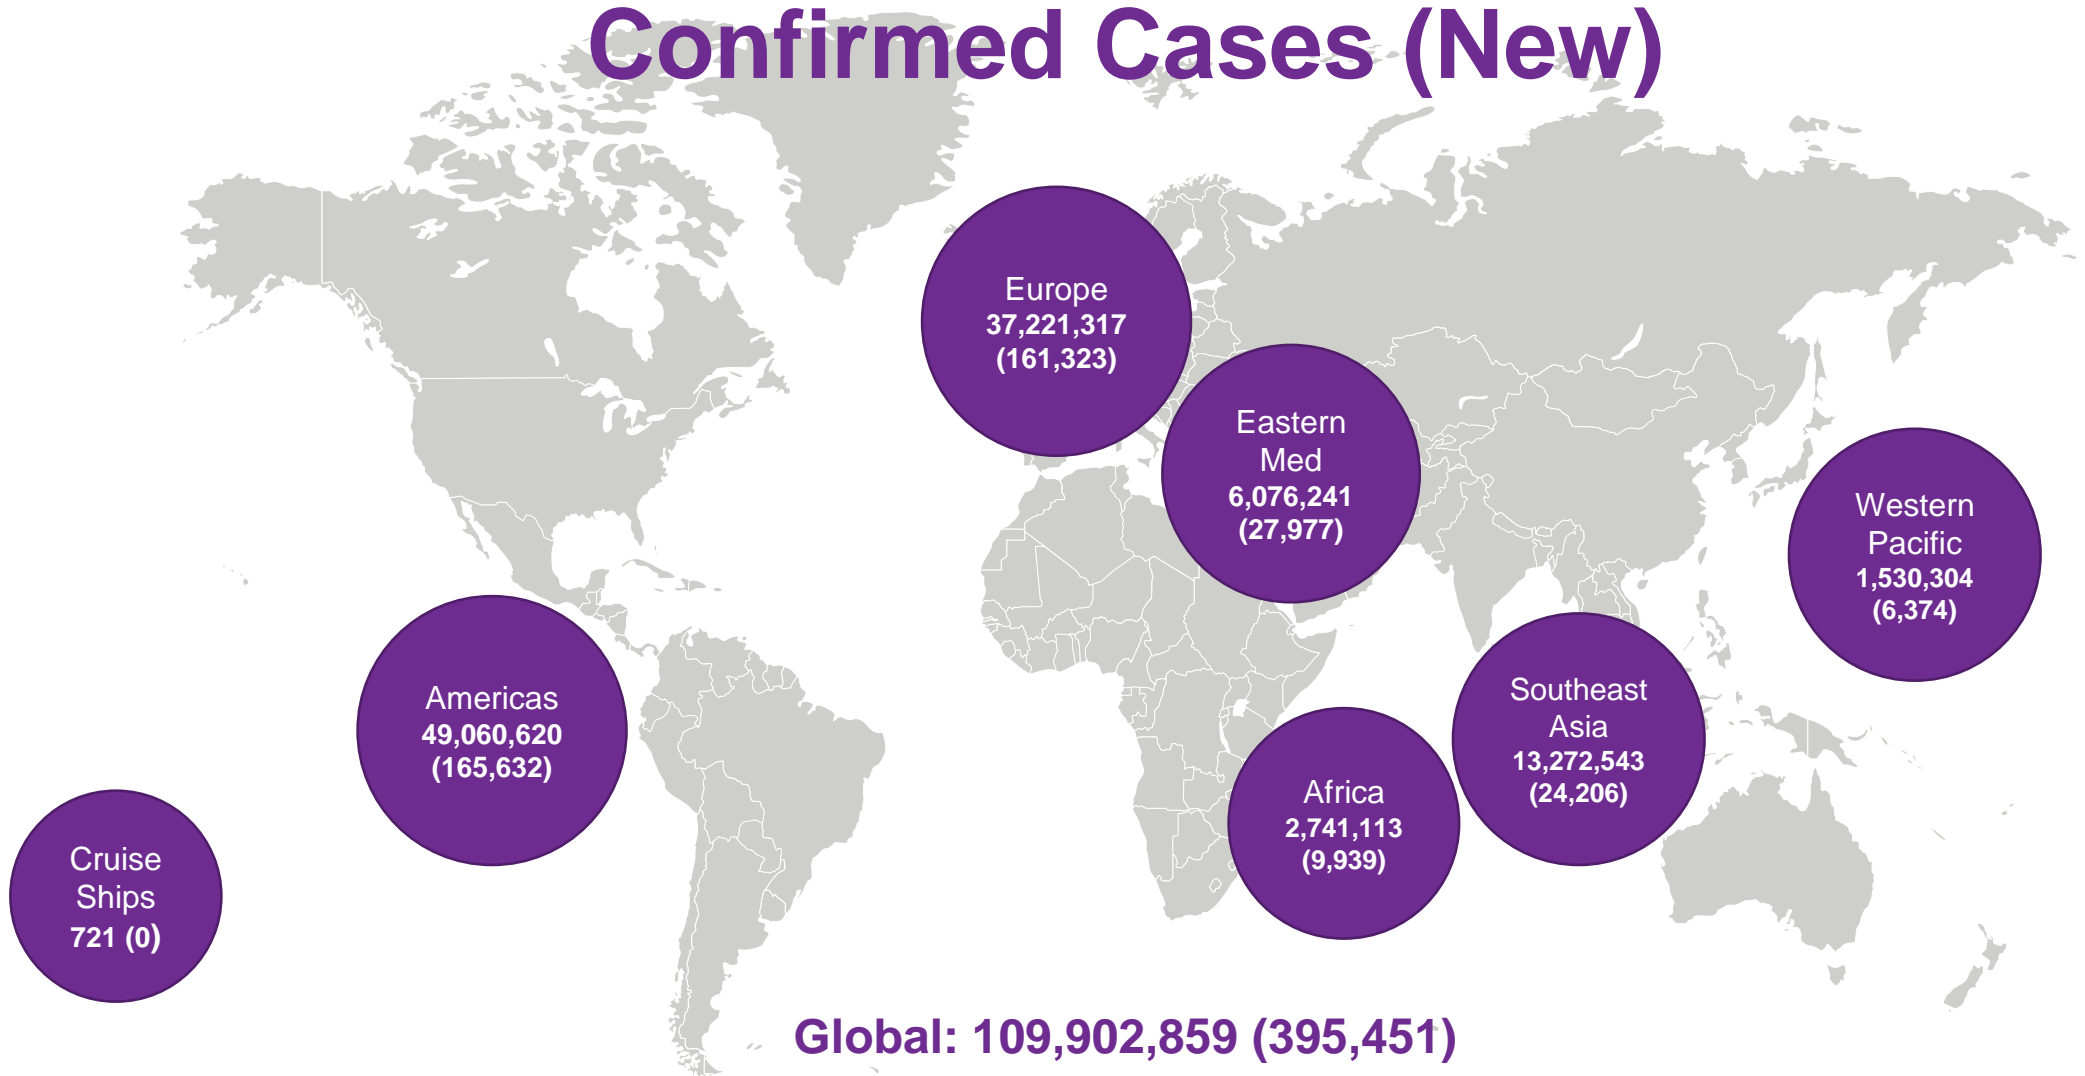 Confirmed Cases (New)
Europe
37,221,317
(161,323)
Eastern
Med
6,076,241
(27,977)
Western
Pacific
1,530,304
(6,374)
Americas
49,060,620
(165,632)
Southeast
Asia
13,272,543
(24,206)
Africa
2,741,113
(9,939)
Cruise
Ships
721 (0)
Global: 109,902,859 (395,451)